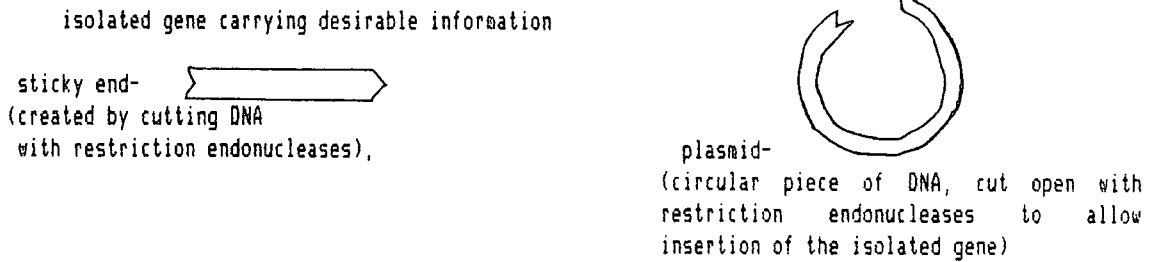 isolated gene carrying desirable information
sticky end-
(created by cutting DNA
with restriction endonucleases),
plasmid-
(circular piece of DNA, cut open with
restriction endonucleases to allow
insertion of the isolated gene)